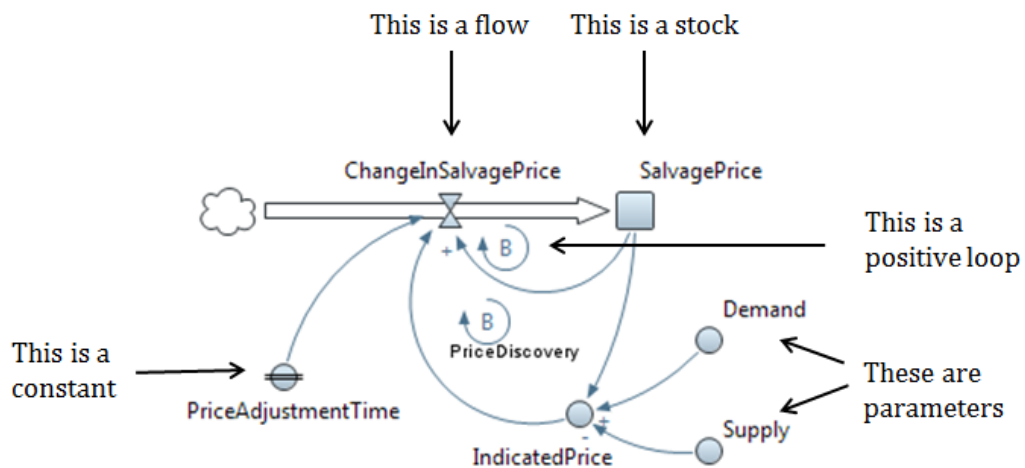 This is a flow
This is a stock
ChangeInSalvagePrice
SalvagePrice
B
+
This is a
positive loop
B
PriceDiscovery
Demand
This is a
constant
PriceAdjustmentTime
These are
parameters
+
-
Supply
IndicatedPrice